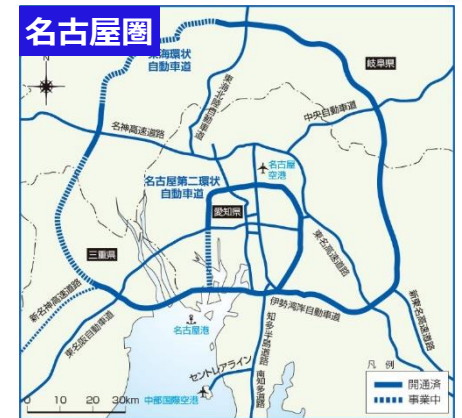 名古屋圏
N
東海環状
自動車道
岐阜県
東海北陸自動車道
中央自動車道
名神高速道路
名古屋
空港
名古屋第二環状
自動車道
愛知県
東名高速道路
三重県
新名神高速道路
東名阪自動車道
伊勢湾岸自動車道
新東名高速道路
名古屋港
知多半島道路
南知多道路
セントレアライン
中部国際空港
凡 例
開通済
事業中
0 10 20 30km